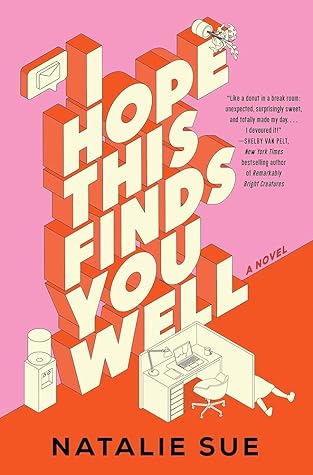 I
HOPE
THIS
FINDS
YOU
WELL
"Like a donut in a break room:
unexpected, surprisingly sweet,
and totally made my day . . .
I devoured it!"
—SHELBY VAN PELT,
New York Times
bestselling author
of Remarkably
Bright Creatures
A NOVEL
NATALIE SUE